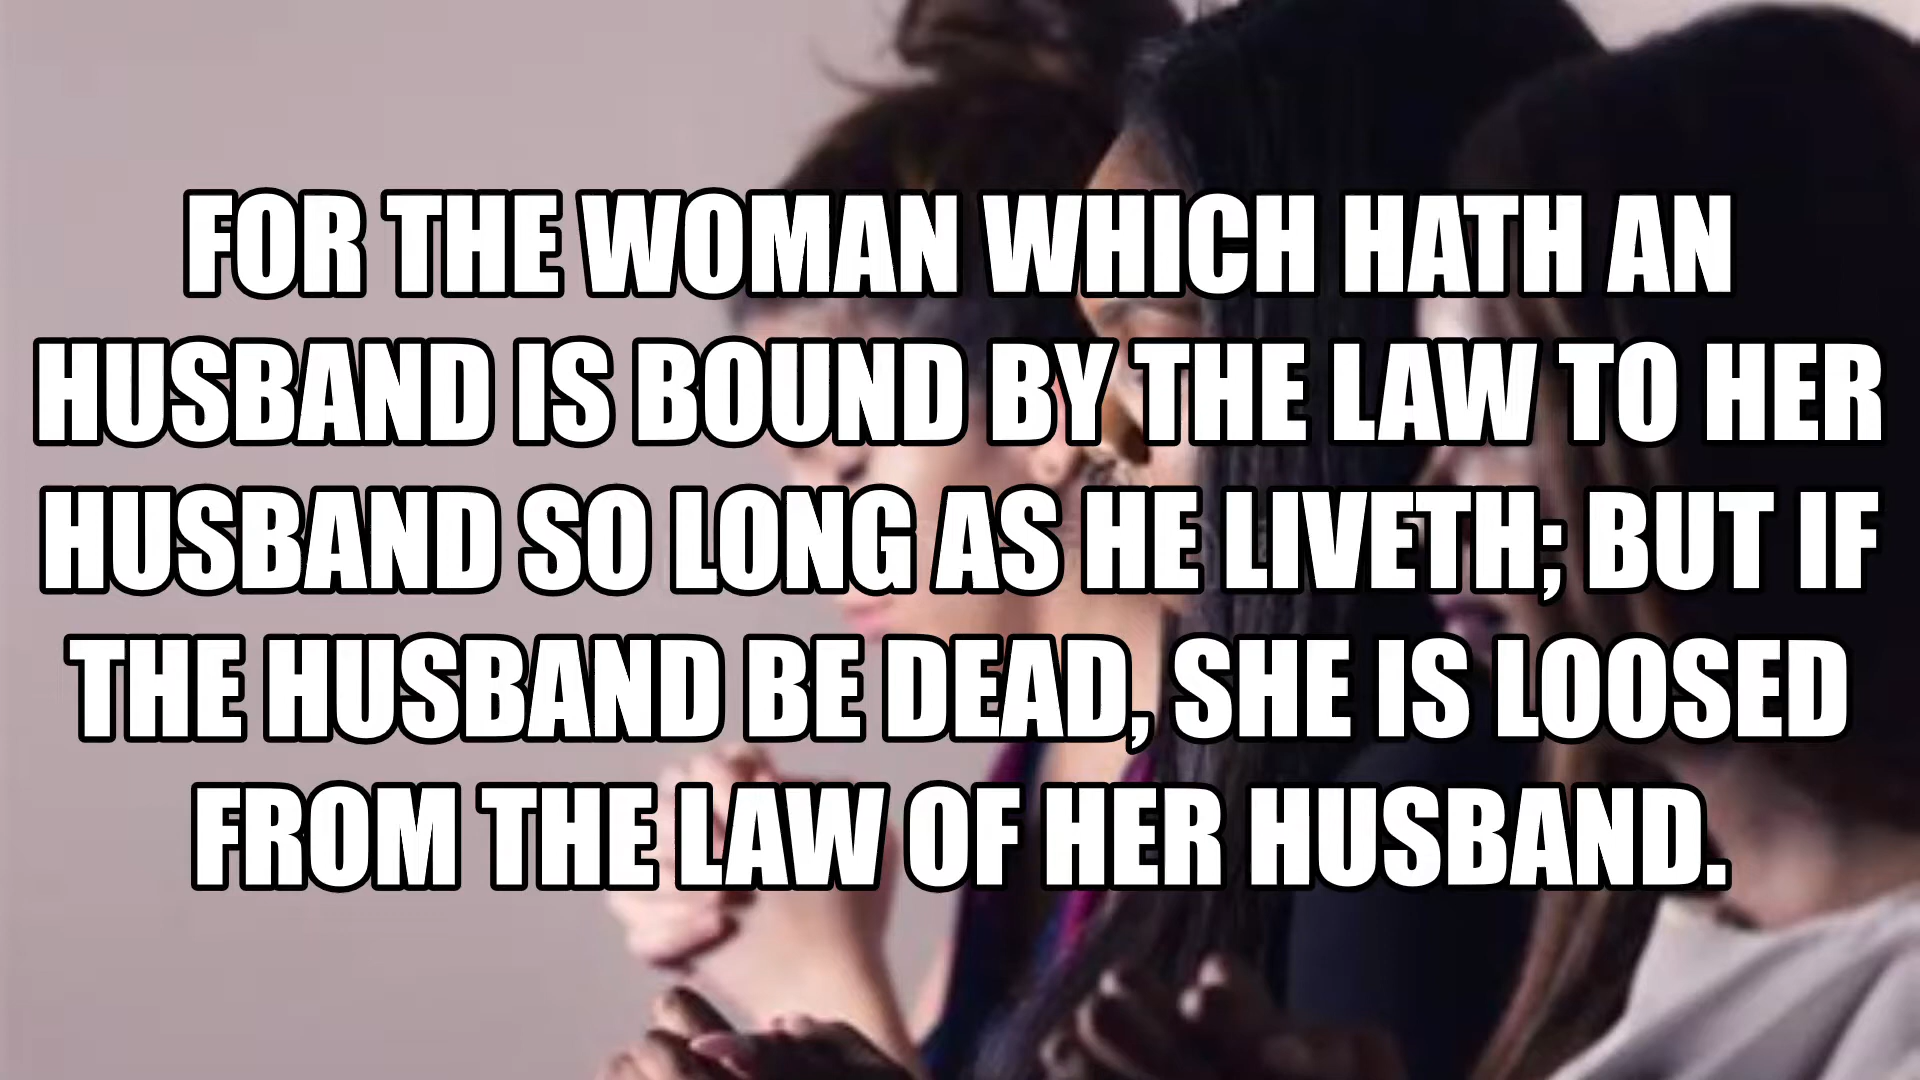 FOR THE WOMAN WHICH HATH AN
HUSBAND IS BOUND BY THE LAW TO HER
HUSBAND SO LONG AS HE LIVETH; BUT IF
THE HUSBAND BE DEAD, SHE IS LOOSED
FROM THE LAW OF HER HUSBAND.